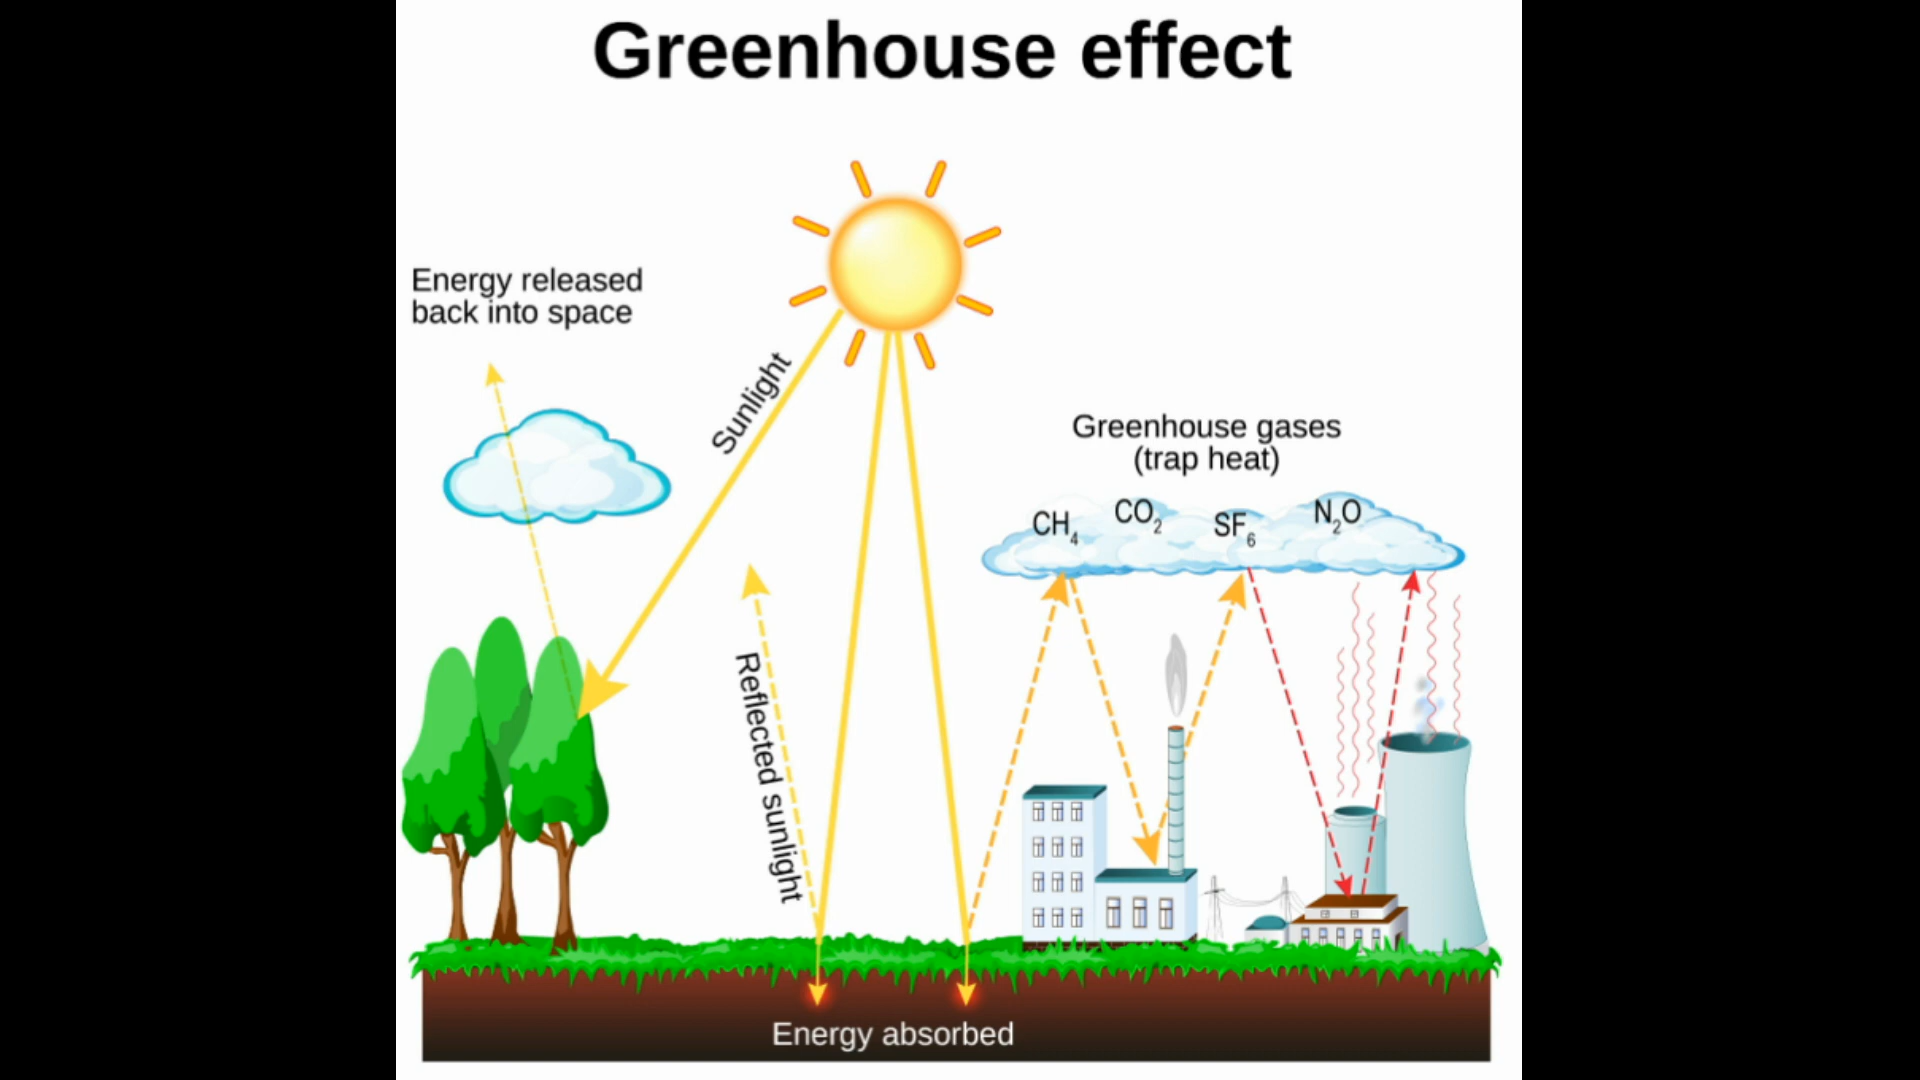 Greenhouse effect
Energy released
back into space
Sunlight
Greenhouse gases
(trap heat)
CH₄ CO₂ SF₆ N₂O
Reflected sunlight
Energy absorbed